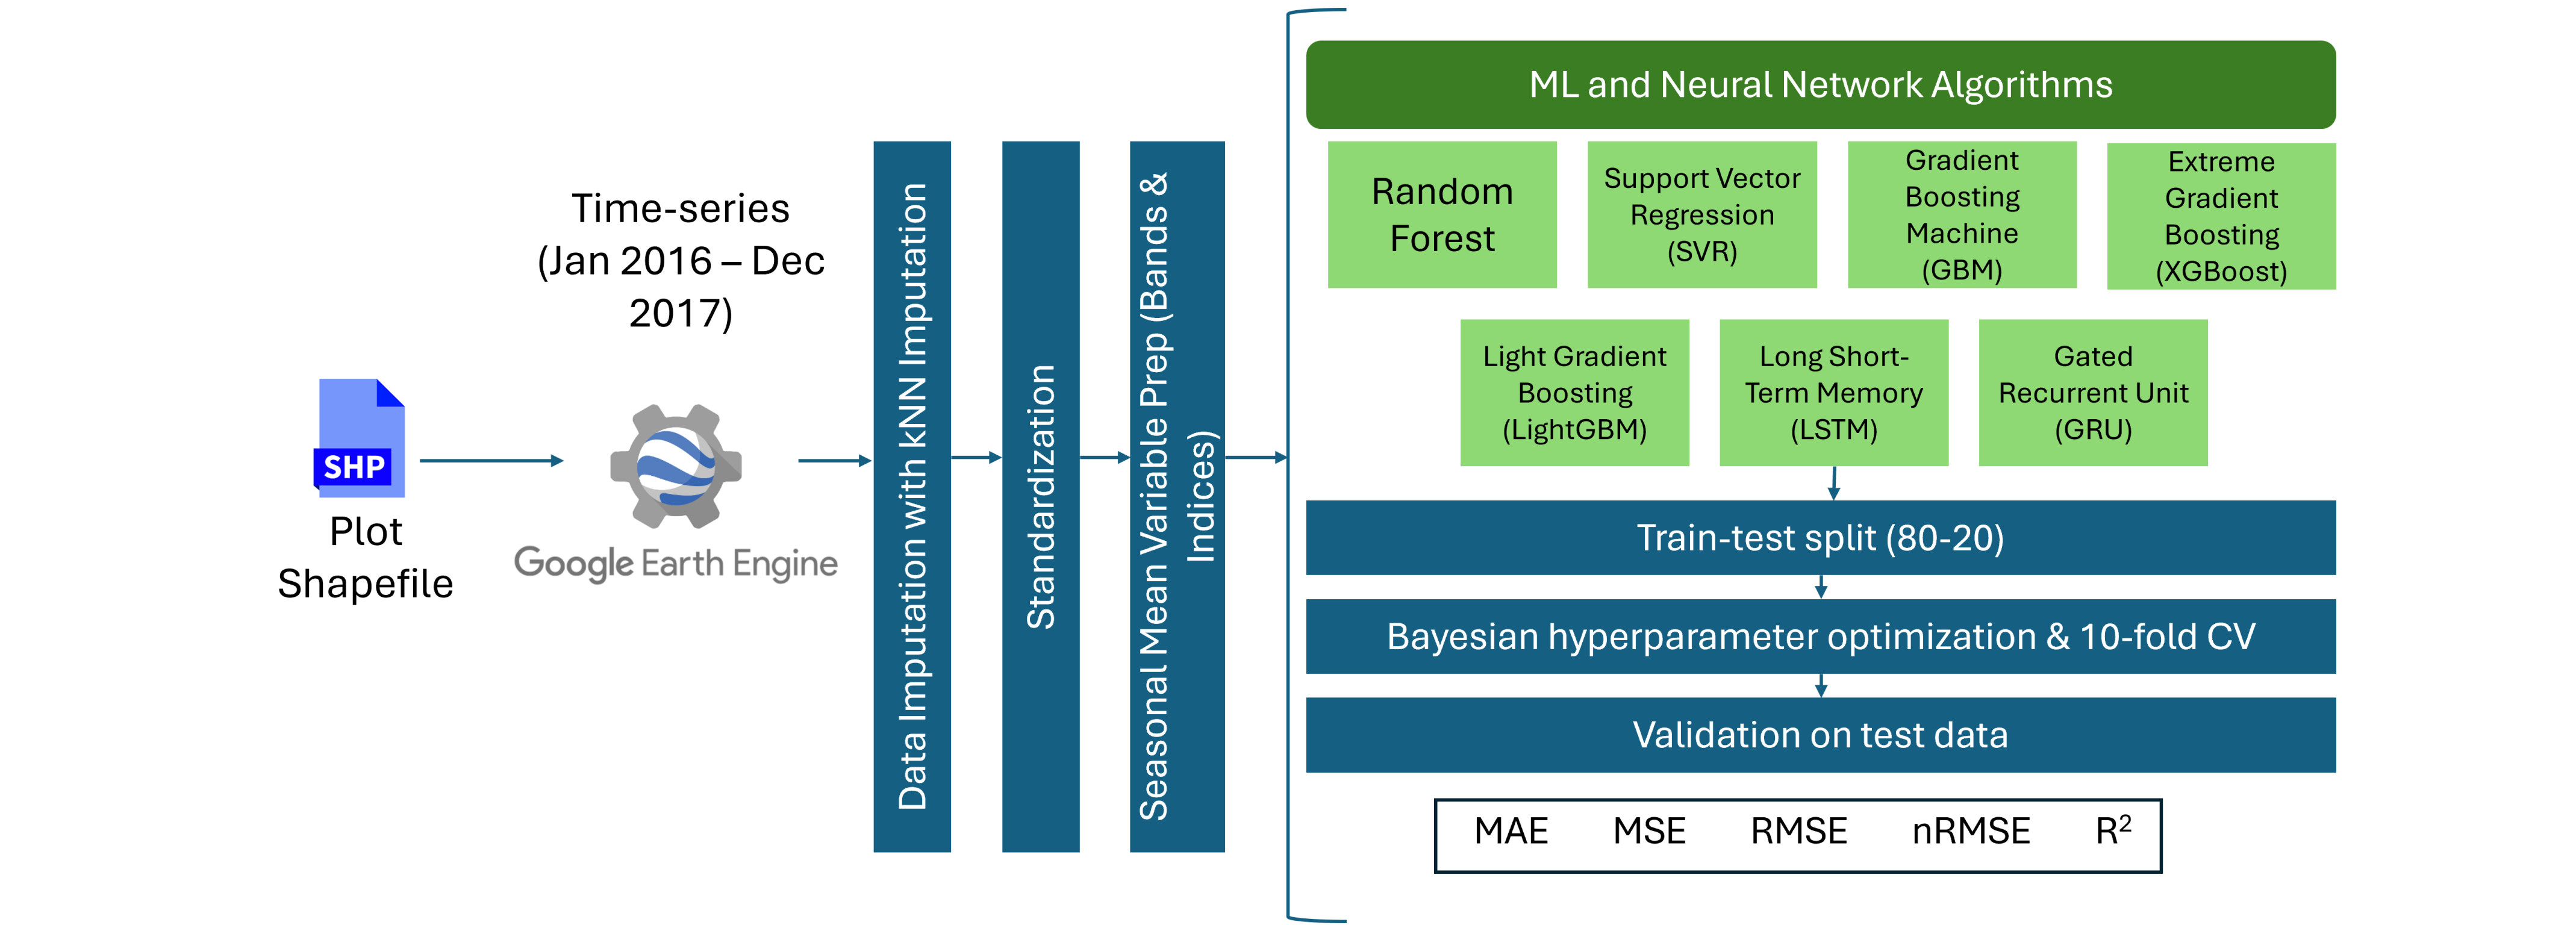 SHP
Plot
Shapefile
Time-series
(Jan 2016 – Dec
2017)
Google Earth Engine
Data Imputation with kNN Imputation
Standardization
Seasonal Mean Variable Prep (Bands &
Indices)
ML and Neural Network Algorithms
Random
Forest
Support Vector
Regression
(SVR)
Gradient
Boosting
Machine
(GBM)
Extreme
Gradient
Boosting
(XGBoost)
Light Gradient
Boosting
(LightGBM)
Long Short-
Term Memory
(LSTM)
Gated
Recurrent Unit
(GRU)
Train-test split (80-20)
Bayesian hyperparameter optimization & 10-fold CV
Validation on test data
MAE MSE RMSE nRMSE R²